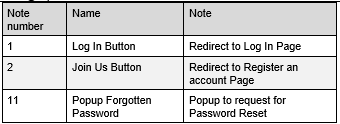 Note number Name Note
1 Log In Button Redirect to Log In Page
2 Join Us Button Redirect to Register an account Page
11 Popup Forgotten Password Popup to request for Password Reset